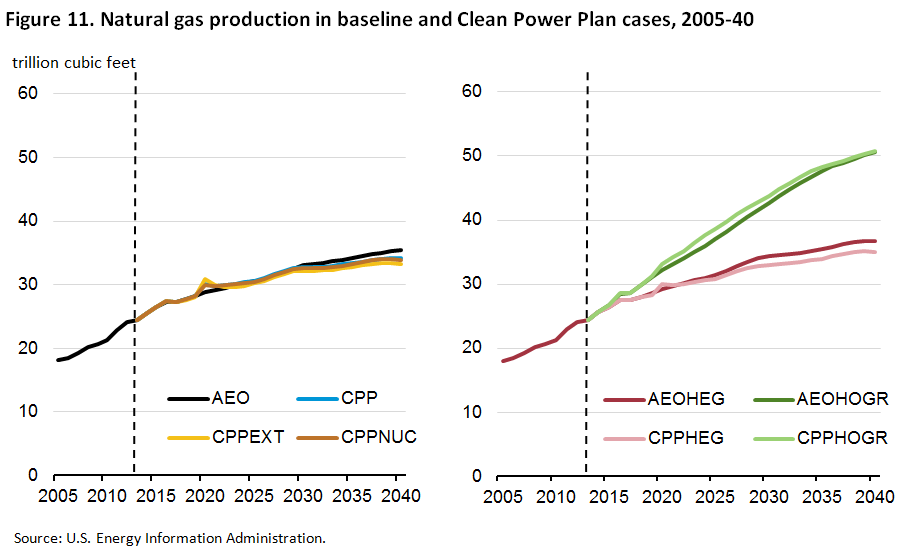 Figure 11. Natural gas production in baseline and Clean Power Plan cases, 2005-40
trillion cubic feet
60
50
40
30
20
10
0
2005 2010 2015 2020 2025 2030 2035 2040
AEO CPP
CPPEXT CPPNUC
60
50
40
30
20
10
0
2005 2010 2015 2020 2025 2030 2035 2040
AEOHEG AEOHOGR
CPPHEG CPPHOGR
Source: U.S. Energy Information Administration.